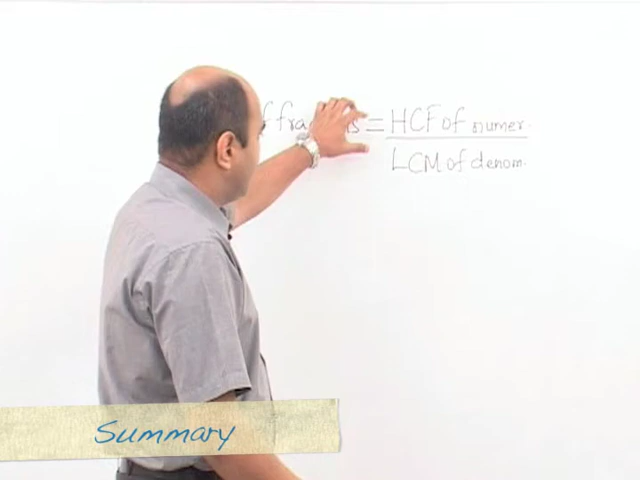 = HCF of numer.
LCM of denom.
Summary